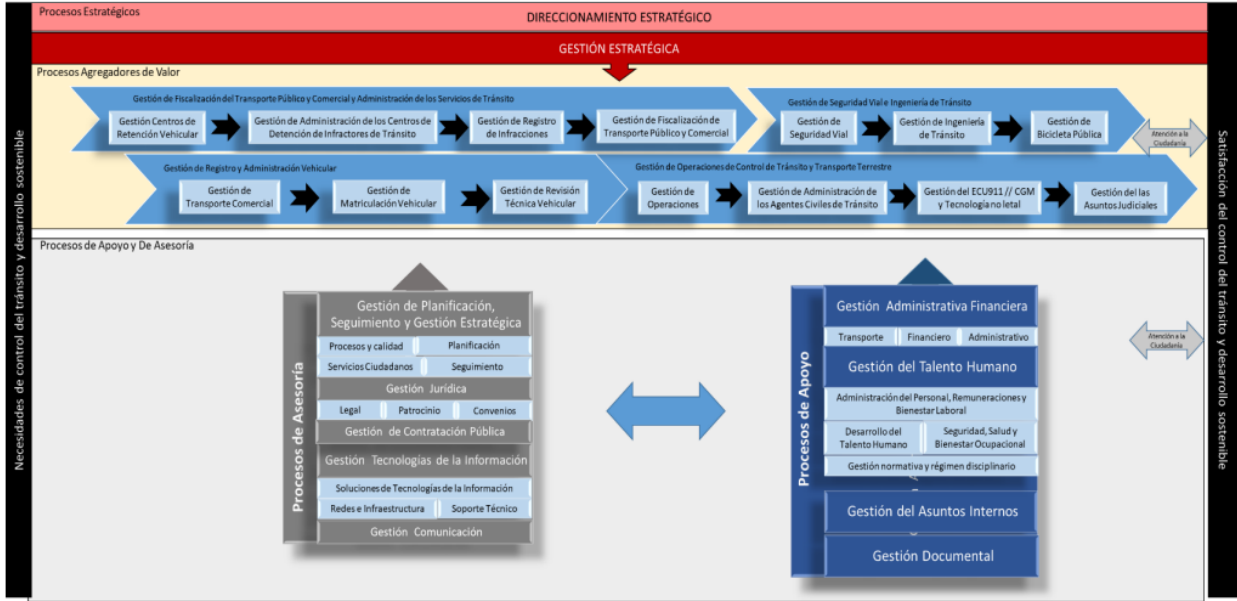 Procesos Estratégicos
DIRECCIONAMIENTO ESTRATÉGICO
GESTIÓN ESTRATÉGICA
Procesos Agregadores de Valor
Gestión de Fiscalización del Transporte Público y Comercial y Administración de los Servicios de Tránsito
Gestión Centros de
Retención Vehicular
Gestión de Administración de los Centros de
Detención de Infractores de Tránsito
Gestión de Registro
de Infracciones
Gestión de Fiscalización de
Transporte Público y Comercial
Gestión de Seguridad Vial e Ingeniería de Tránsito
Gestión de
Seguridad Vial
Gestión de Ingeniería
de Tránsito
Gestión de
Bicicleta Pública
Atención a la
Ciudadanía
Gestión de Registro y Administración Vehicular
Gestión de
Transporte Comercial
Gestión de
Matriculación Vehicular
Gestión de Revisión
Técnica Vehicular
Gestión de Operaciones de Control de Tránsito y Transporte Terrestre
Gestión de
Operaciones
Gestión de Administración de
los Agentes Civiles de Tránsito
Gestión del ECU911 // CGM
y Tecnología no letal
Gestión del las
Asuntos Judiciales
Necesidades de control del tránsito y desarrollo sostenible
Satisfacción del control del tránsito y desarrollo sostenible
Procesos de Apoyo y De Asesoría
Procesos de Asesoría
Gestión de Planificación,
Seguimiento y Gestión Estratégica
Procesos y calidad
Planificación
Servicios Ciudadanos
Seguimiento
Gestión Jurídica
Legal
Patrocinio
Convenios
Gestión de Contratación Pública
Gestión Tecnologías de la Información
Soluciones de Tecnologías de la Información
Redes e Infraestructura
Soporte Técnico
Gestión Comunicación
Procesos de Apoyo
Gestión Administrativa Financiera
Transporte
Financiero
Administrativo
Gestión del Talento Humano
Administración del Personal, Remuneraciones y
Bienestar Laboral
Desarrollo del
Talento Humano
Seguridad, Salud y
Bienestar Ocupacional
Gestión normativa y régimen disciplinario
Gestión del Asuntos Internos
Gestión Documental
Atención a la
Ciudadanía